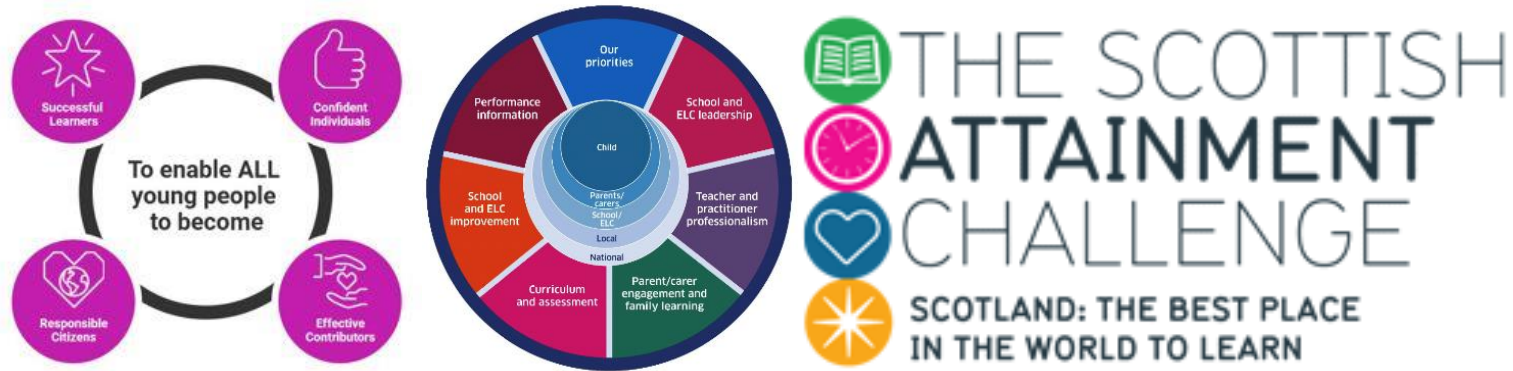 Successful
Learners
Confident
Individuals
To enable ALL
young people
to become
Responsible
Citizens
Effective
Contributors
Our
priorities
School and
ELC leadership
Teacher and
practitioner
professionalism
Parent/carer
engagement and
family learning
Curriculum
and assessment
School
and ELC
improvement
Performance
information
Child
Parents/
carers
School/
ELC
Local
National
THE SCOTTISH
ATTAINMENT
CHALLENGE
SCOTLAND: THE BEST PLACE
IN THE WORLD TO LEARN